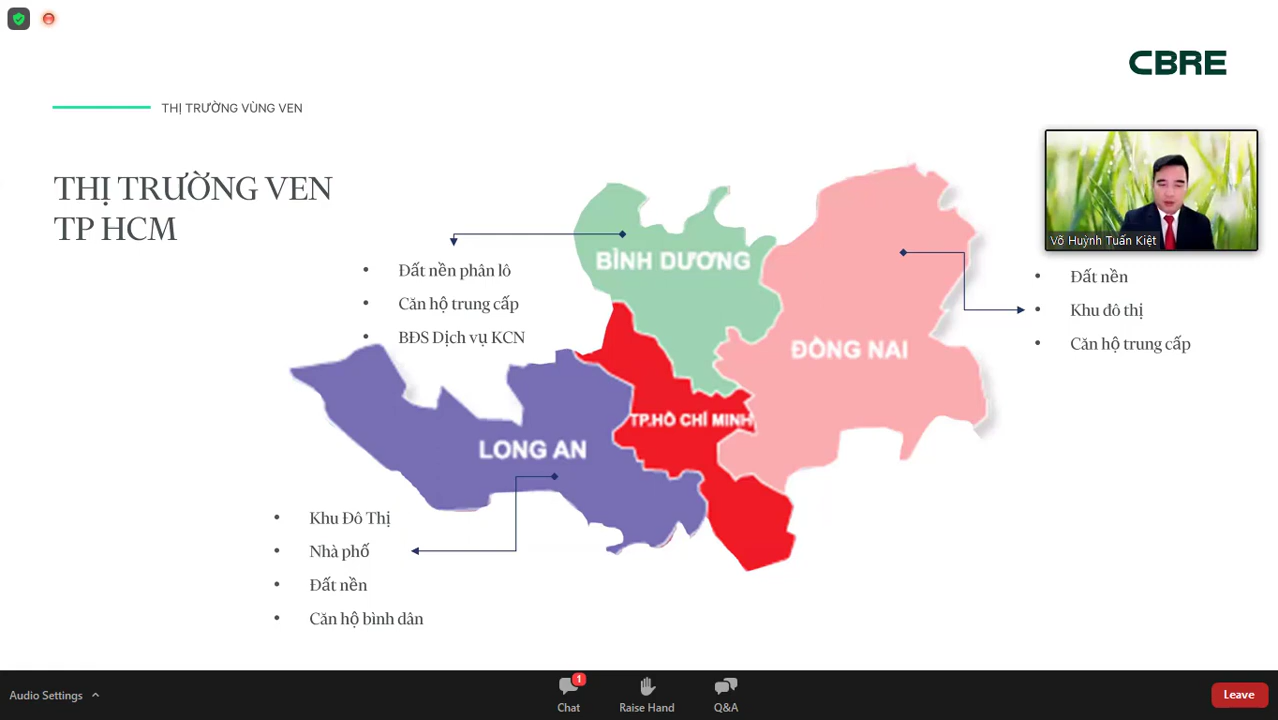 CBRE
THỊ TRƯỜNG VÙNG VEN
THỊ TRƯỜNG VEN
TP HCM
Võ Huỳnh Tuấn Kiệt
• Đất nền phân lô
• Căn hộ trung cấp
• BĐS Dịch vụ KCN
BÌNH DƯƠNG
• Đất nền
• Khu đô thị
• Căn hộ trung cấp
ĐỒNG NAI
TP.HỒ CHÍ MINH
LONG AN
• Khu Đô Thị
• Nhà phố
• Đất nền
• Căn hộ bình dân
Audio Settings
1
Chat
Raise Hand
Q&A
Leave